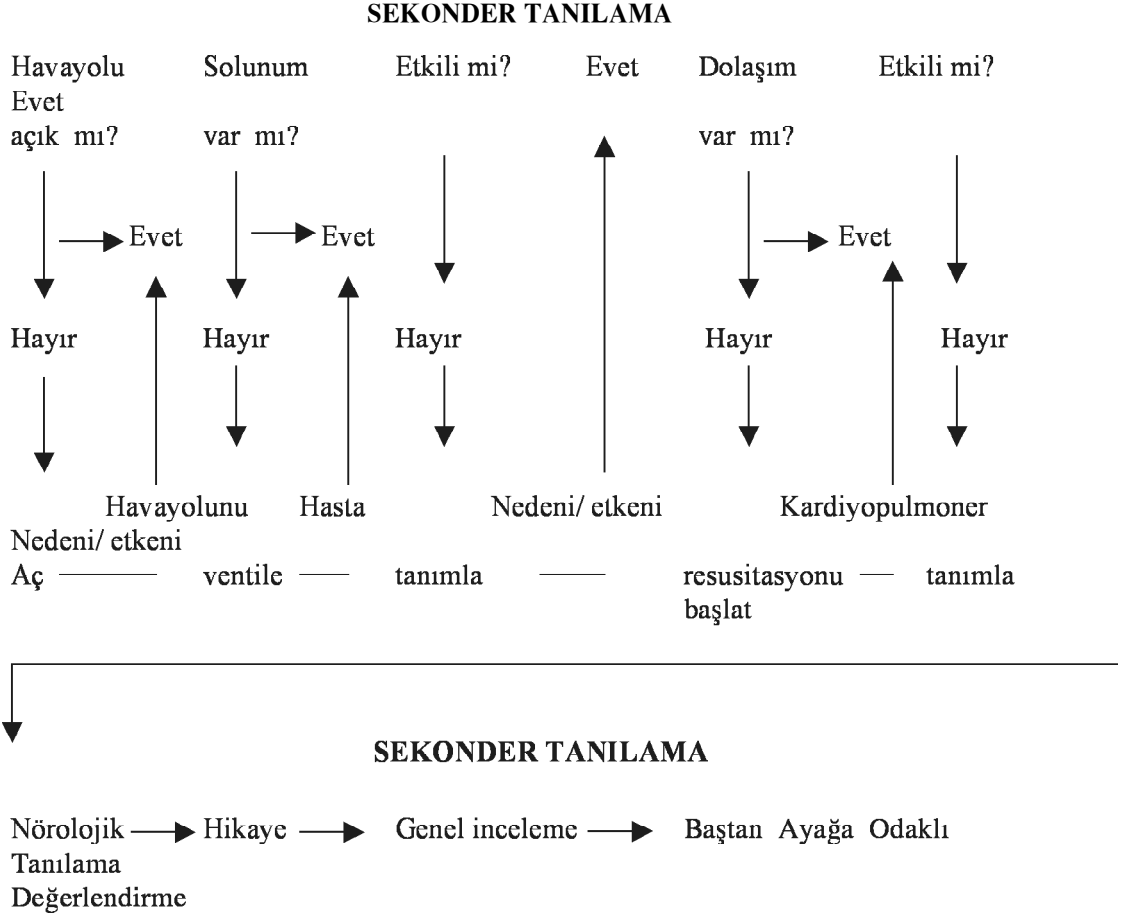 SEKONDER TANILAMA
Havayolu Solunum Etkili mi? Evet Dolaşım Etkili mi?
Evet
açık mı? var mı? var mı?
Evet Evet Evet
Hayır Hayır Hayır Hayır Hayır
Havayolunu Hasta Nedeni/ etkeni Kardiyopulmoner
Nedeni/ etkeni
Aç ventile tanımla resusitasyonu tanımla
başlat
SEKONDER TANILAMA
Nörolojik Hikaye Genel inceleme Baştan Ayağa Odaklı
Tanılama
Değerlendirme